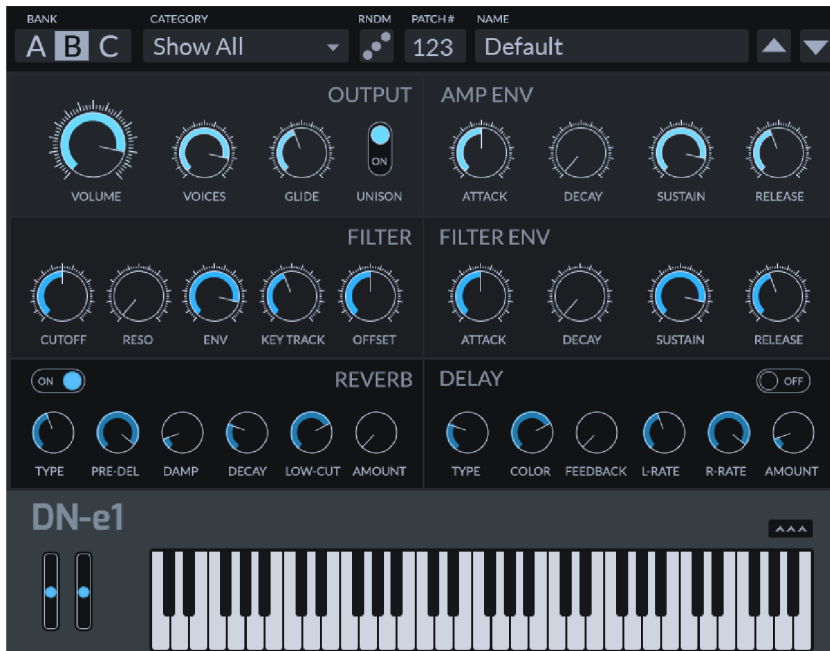 BANK CATEGORY RNDM PATCH# NAME
A B C Show All 123 Default
OUTPUT
ON
VOLUME VOICES GLIDE UNISON
AMP ENV
ATTACK DECAY SUSTAIN RELEASE
FILTER
CUTOFF RESO ENV KEY TRACK OFFSET
FILTER ENV
ATTACK DECAY SUSTAIN RELEASE
ON REVERB
TYPE PRE-DEL DAMP DECAY LOW-CUT AMOUNT
DELAY OFF
TYPE COLOR FEEDBACK L-RATE R-RATE AMOUNT
DN-e1